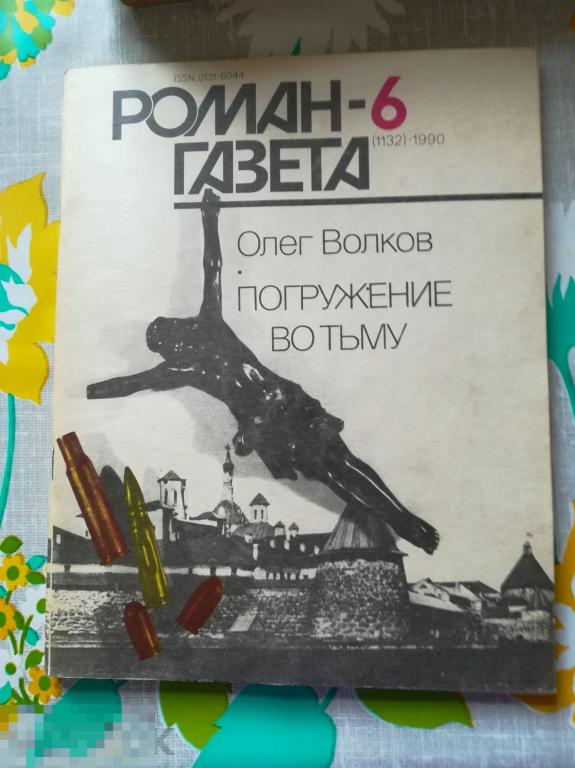 ISSN 0131-6044
РОМАН-6
ГАЗЕТА (1132)·1990
Олег Волков
ПОГРУЖЕНИЕ
ВО ТЬМУ